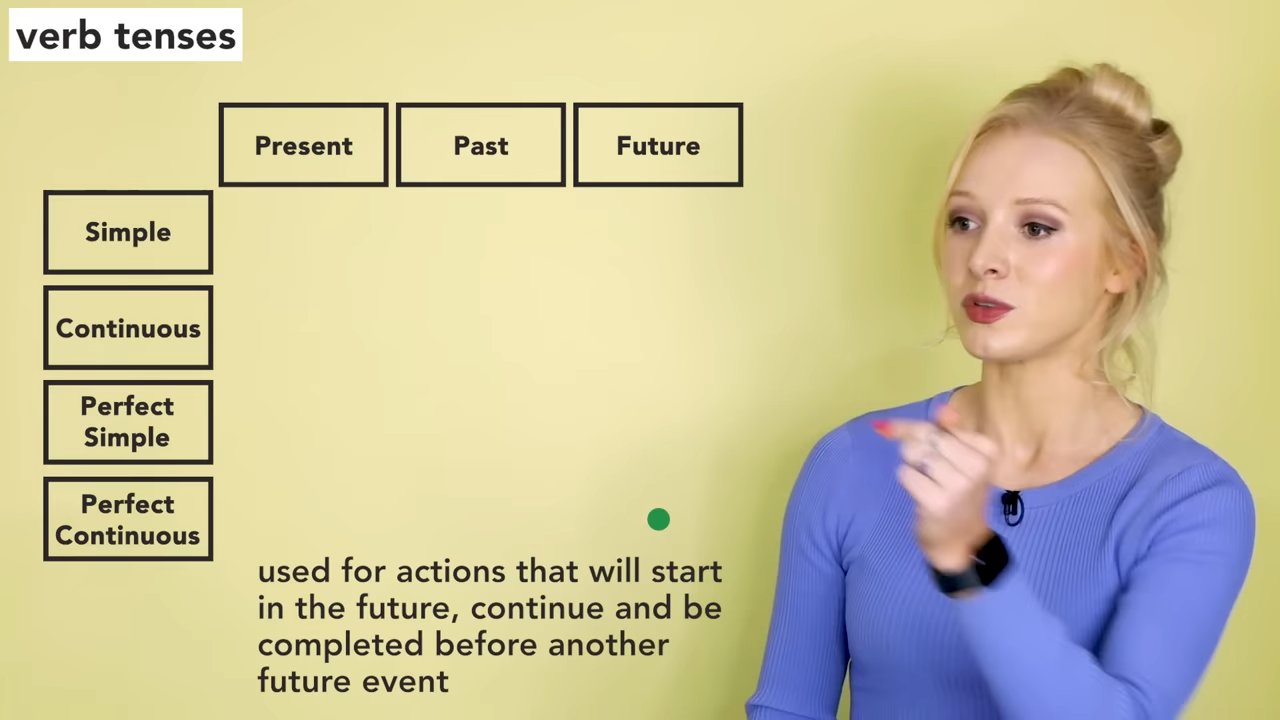 verb tenses
Present
Past
Future
Simple
Continuous
Perfect
Simple
Perfect
Continuous
used for actions that will start
in the future, continue and be
completed before another
future event